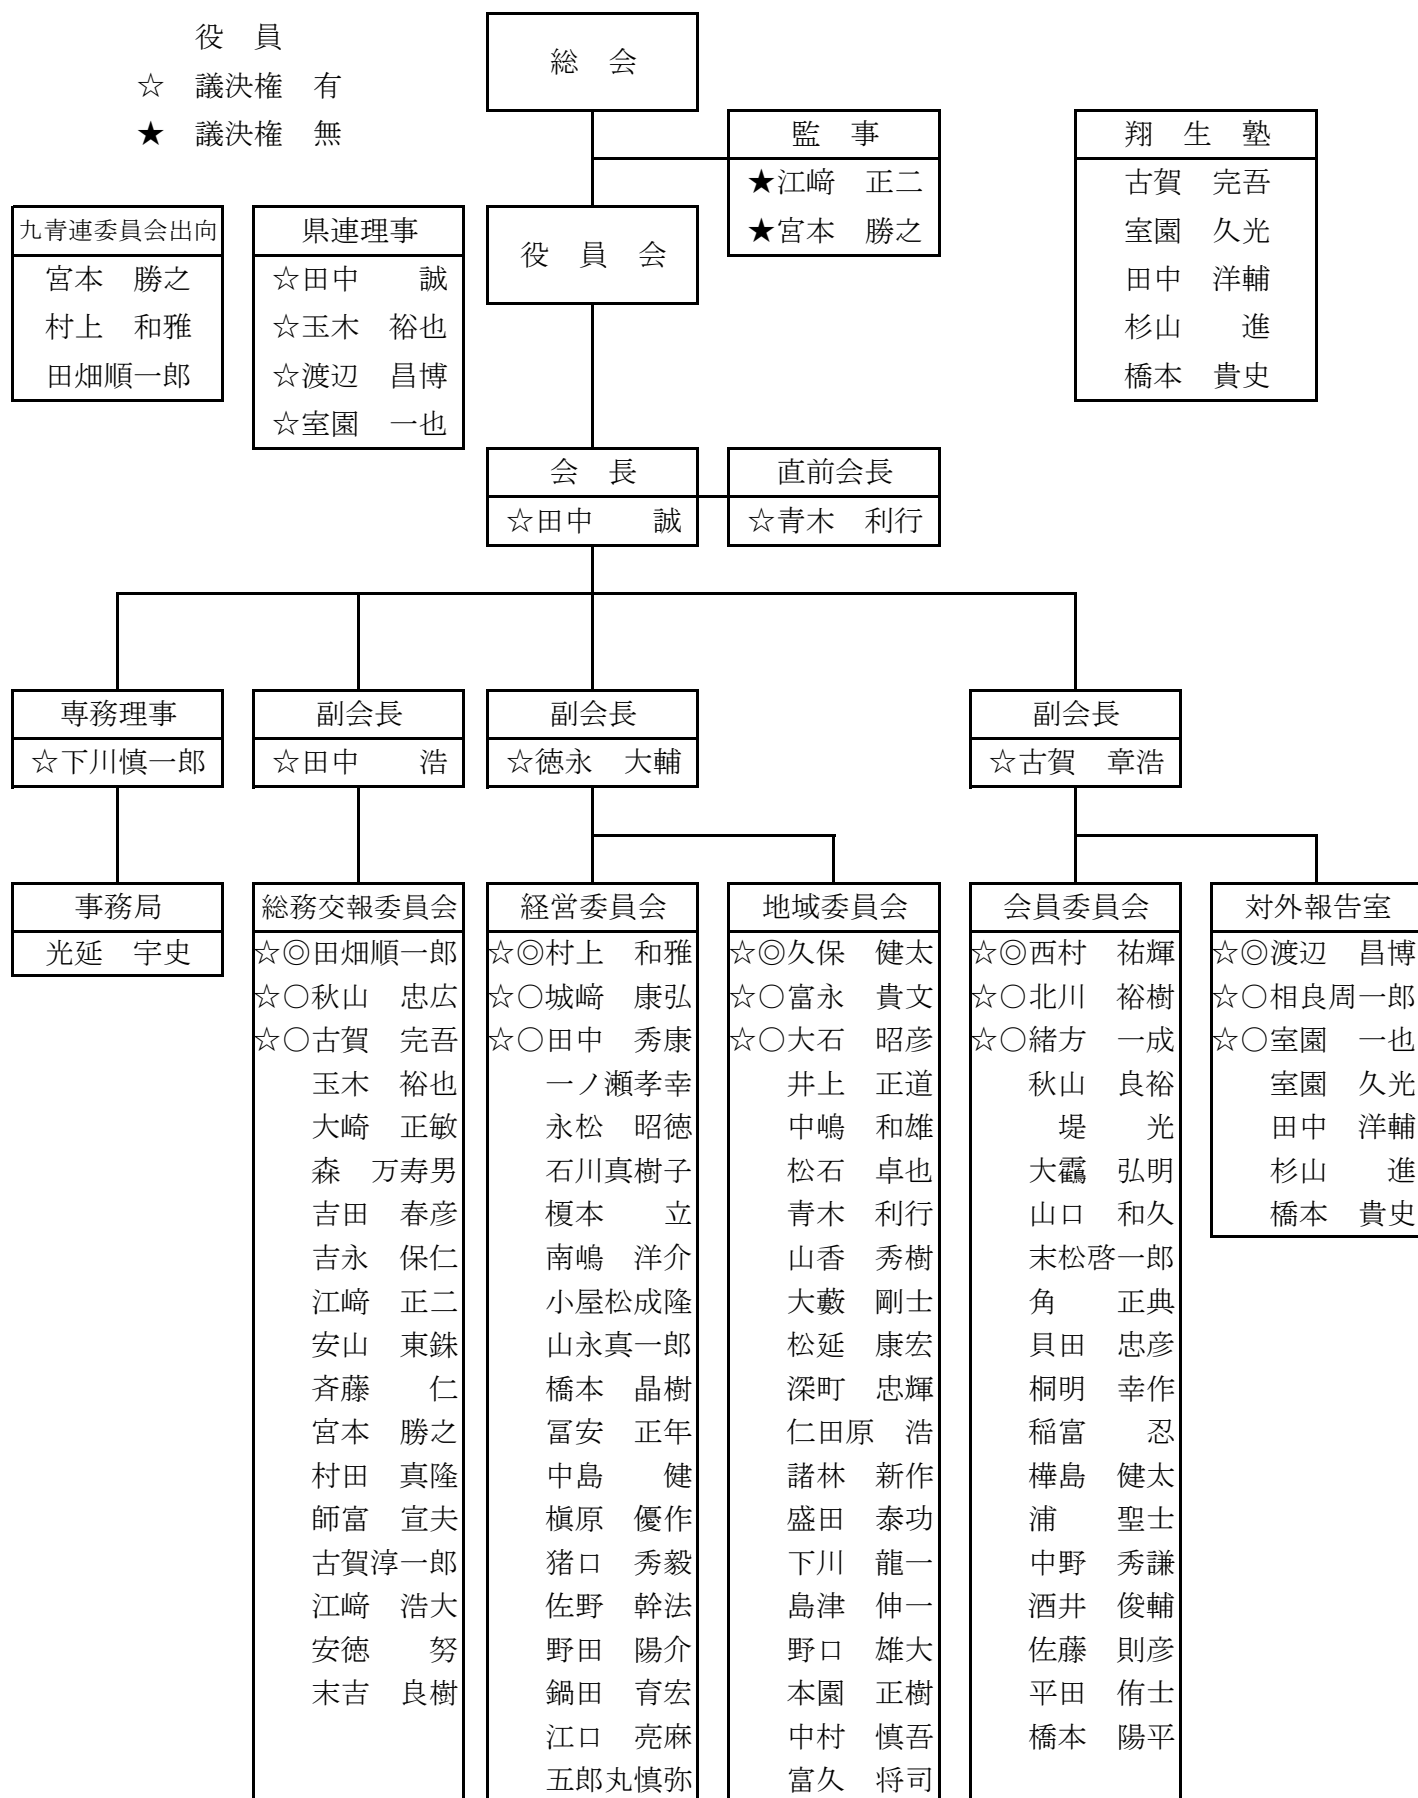 役　員
☆　議決権　有
★　議決権　無
総　会
監　事
★江﨑　正二
★宮本　勝之
翔　生　塾
古賀　完吾
室園　久光
田中　洋輔
杉山　　進
橋本　貴史
九青連委員会出向
宮本　勝之
村上　和雅
田畑順一郎
県連理事
☆田中　　誠
☆玉木　裕也
☆渡辺　昌博
☆室園　一也
役　員　会
会　長
☆田中　　誠
直前会長
☆青木　利行
専務理事
☆下川慎一郎
副会長
☆田中　　浩
副会長
☆徳永　大輔
副会長
☆古賀　章浩
事務局
光延　宇史
総務交報委員会
☆◎田畑順一郎
☆○秋山　忠広
☆○古賀　完吾
玉木　裕也
大崎　正敏
森　万寿男
吉田　春彦
吉永　保仁
江﨑　正二
安山　東銖
斉藤　　仁
宮本　勝之
村田　真隆
師富　宣夫
古賀淳一郎
江﨑　浩大
安徳　　努
末吉　良樹
経営委員会
☆◎村上　和雅
☆○城﨑　康弘
☆○田中　秀康
一ノ瀬孝幸
永松　昭徳
石川真樹子
榎本　　立
南嶋　洋介
小屋松成隆
山永真一郎
橋本　晶樹
冨安　正年
中島　　健
槇原　優作
猪口　秀毅
佐野　幹法
野田　陽介
鍋田　育宏
江口　亮麻
五郎丸慎弥
地域委員会
☆◎久保　健太
☆○富永　貴文
☆○大石　昭彦
井上　正道
中嶋　和雄
松石　卓也
青木　利行
山香　秀樹
大藪　剛士
松延　康宏
深町　忠輝
仁田原　浩
諸林　新作
盛田　泰功
下川　龍一
島津　伸一
野口　雄大
本園　正樹
中村　慎吾
富久　将司
会員委員会
☆◎西村　祐輝
☆○北川　裕樹
☆○緒方　一成
秋山　良裕
堤　　光
大靏　弘明
山口　和久
末松啓一郎
角　　正典
貝田　忠彦
桐明　幸作
稲富　　忍
樺島　健太
浦　　聖士
中野　秀謙
酒井　俊輔
佐藤　則彦
平田　侑士
橋本　陽平
対外報告室
☆◎渡辺　昌博
☆○相良周一郎
☆○室園　一也
室園　久光
田中　洋輔
杉山　　進
橋本　貴史